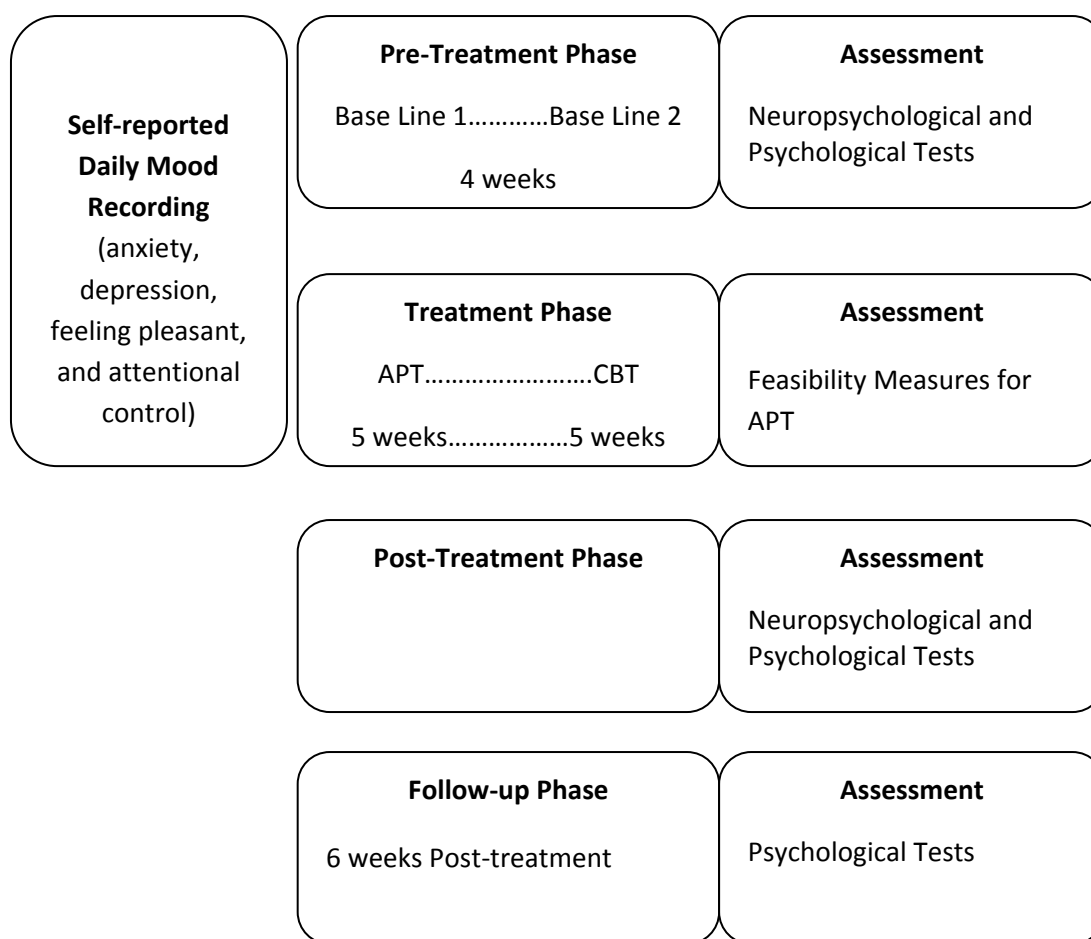 Self-reported
Daily Mood
Recording
(anxiety,
depression,
feeling pleasant,
and attentional
control)
Pre-Treatment Phase
Base Line 1…………Base Line 2
4 weeks
Assessment
Neuropsychological and
Psychological Tests
Treatment Phase
APT…………………….CBT
5 weeks………………5 weeks
Assessment
Feasibility Measures for
APT
Post-Treatment Phase
Assessment
Neuropsychological and
Psychological Tests
Follow-up Phase
6 weeks Post-treatment
Assessment
Psychological Tests